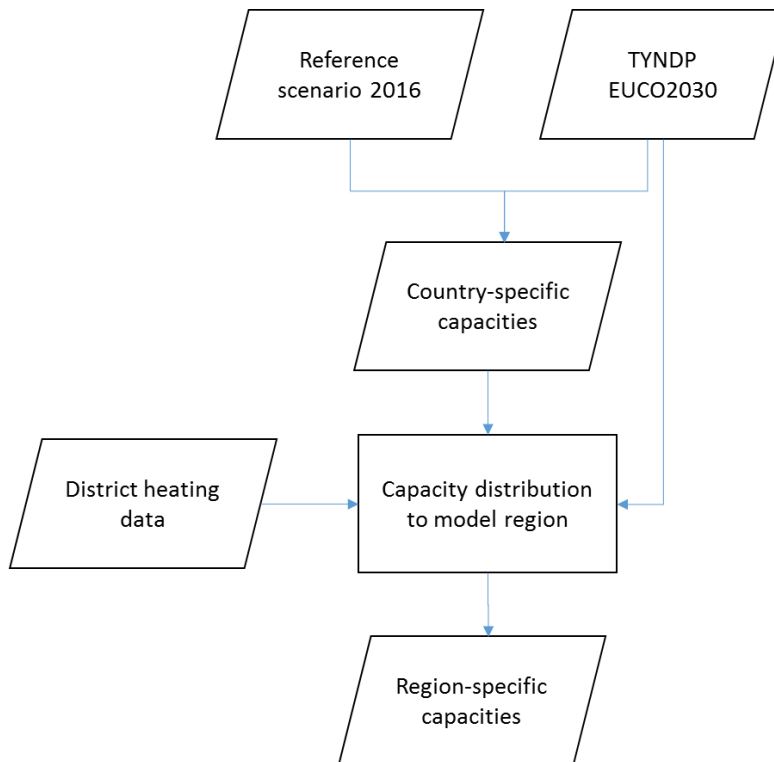 Reference
scenario 2016
TYNDP
EUCO2030
Country-specific
capacities
District heating
data
Capacity distribution
to model region
Region-specific
capacities